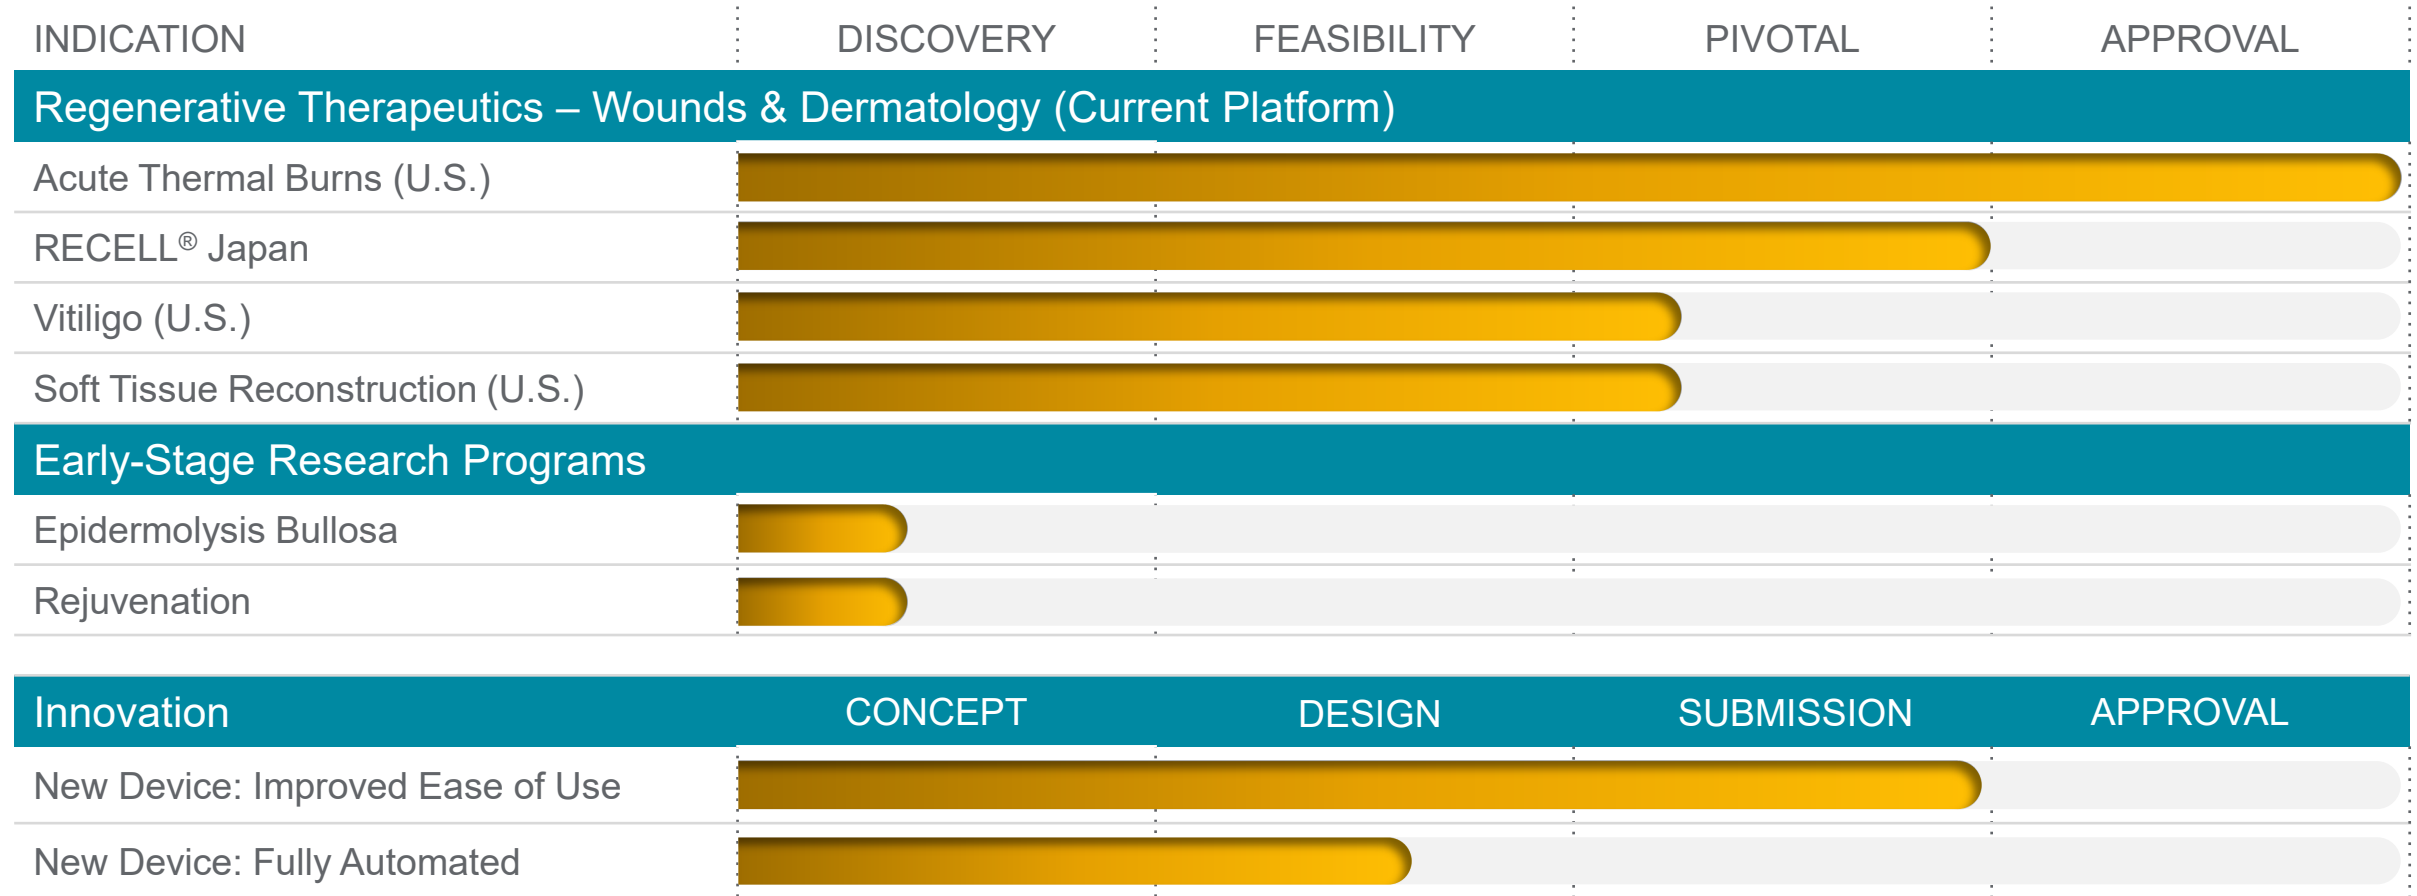 INDICATION DISCOVERY FEASIBILITY PIVOTAL APPROVAL
Regenerative Therapeutics – Wounds & Dermatology (Current Platform)
Acute Thermal Burns (U.S.)
RECELL® Japan
Vitiligo (U.S.)
Soft Tissue Reconstruction (U.S.)
Early-Stage Research Programs
Epidermolysis Bullosa
Rejuvenation
Innovation CONCEPT DESIGN SUBMISSION APPROVAL
New Device: Improved Ease of Use
New Device: Fully Automated